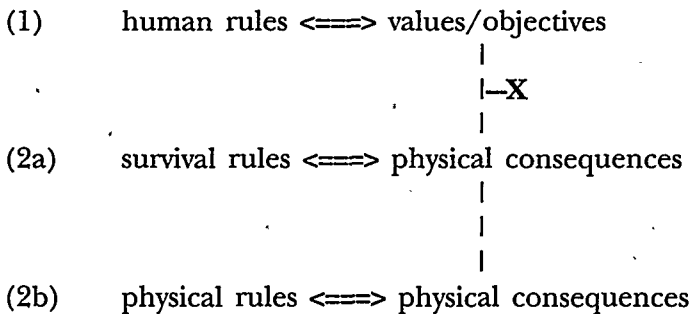 (1) human rules <===> values/objectives
|
|—X
|
(2a) survival rules <===> physical consequences
|
|
|
(2b) physical rules <===> physical consequences